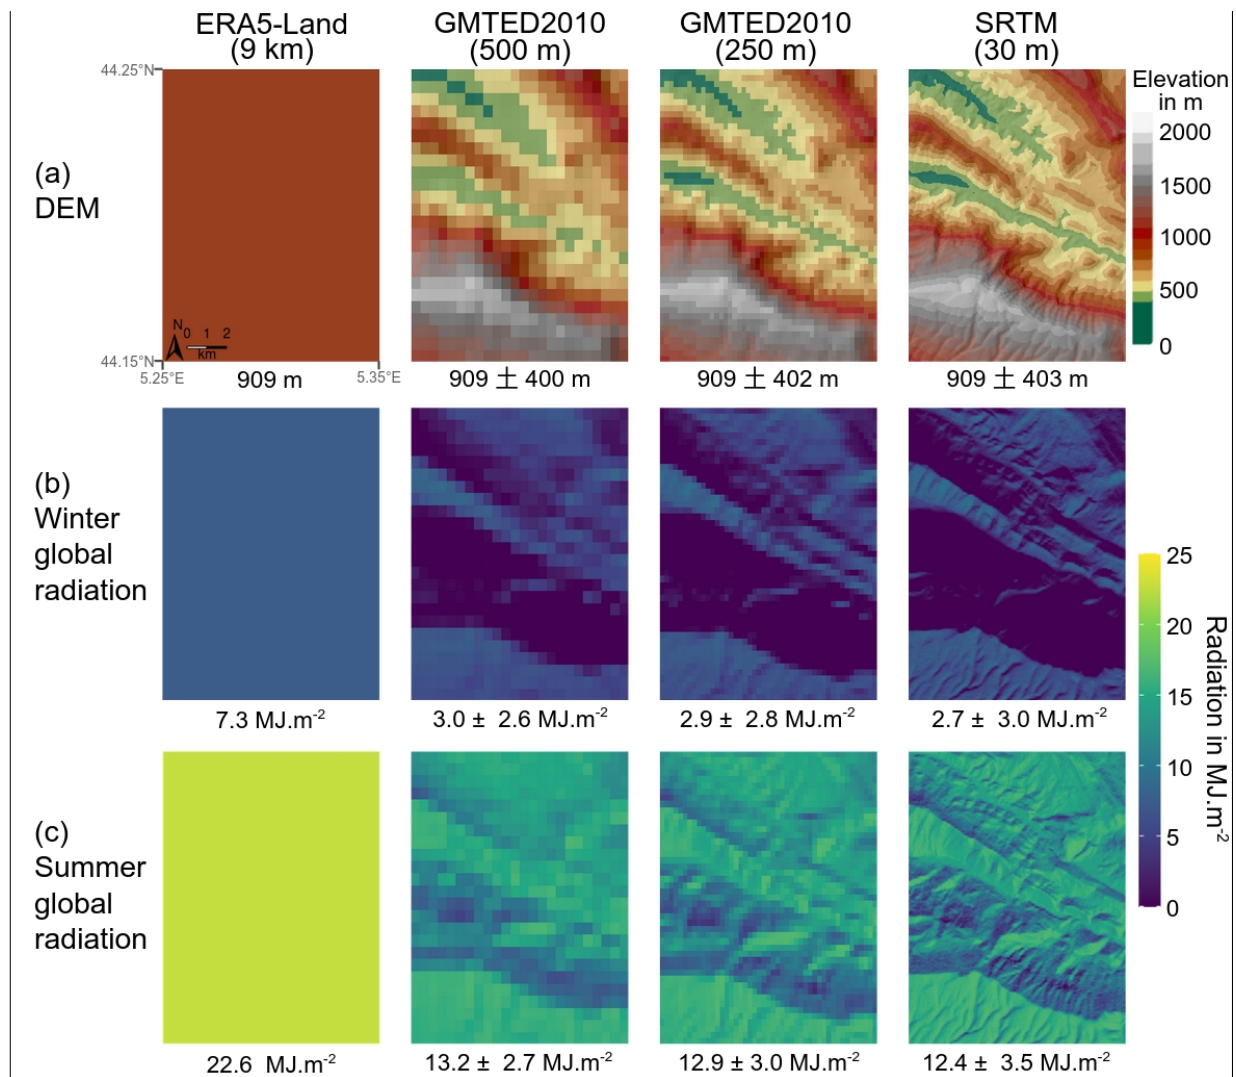 ERA5-Land
(9 km)
GMTED2010
(500 m)
GMTED2010
(250 m)
SRTM
(30 m)
44.25°N
Elevation
in m
2000
1500
1000
500
0
(a)
DEM
N
0 1 2
km
44.15°N
5.25°E
5.35°E
909 m
909 ± 400 m
909 ± 402 m
909 ± 403 m
(b)
Winter
global
radiation
7.3 MJ.m-2
3.0 ± 2.6 MJ.m-2
2.9 ± 2.8 MJ.m-2
2.7 ± 3.0 MJ.m-2
25
20
15
10
5
0
Radiation in MJ.m-2
(c)
Summer
global
radiation
22.6 MJ.m-2
13.2 ± 2.7 MJ.m-2
12.9 ± 3.0 MJ.m-2
12.4 ± 3.5 MJ.m-2